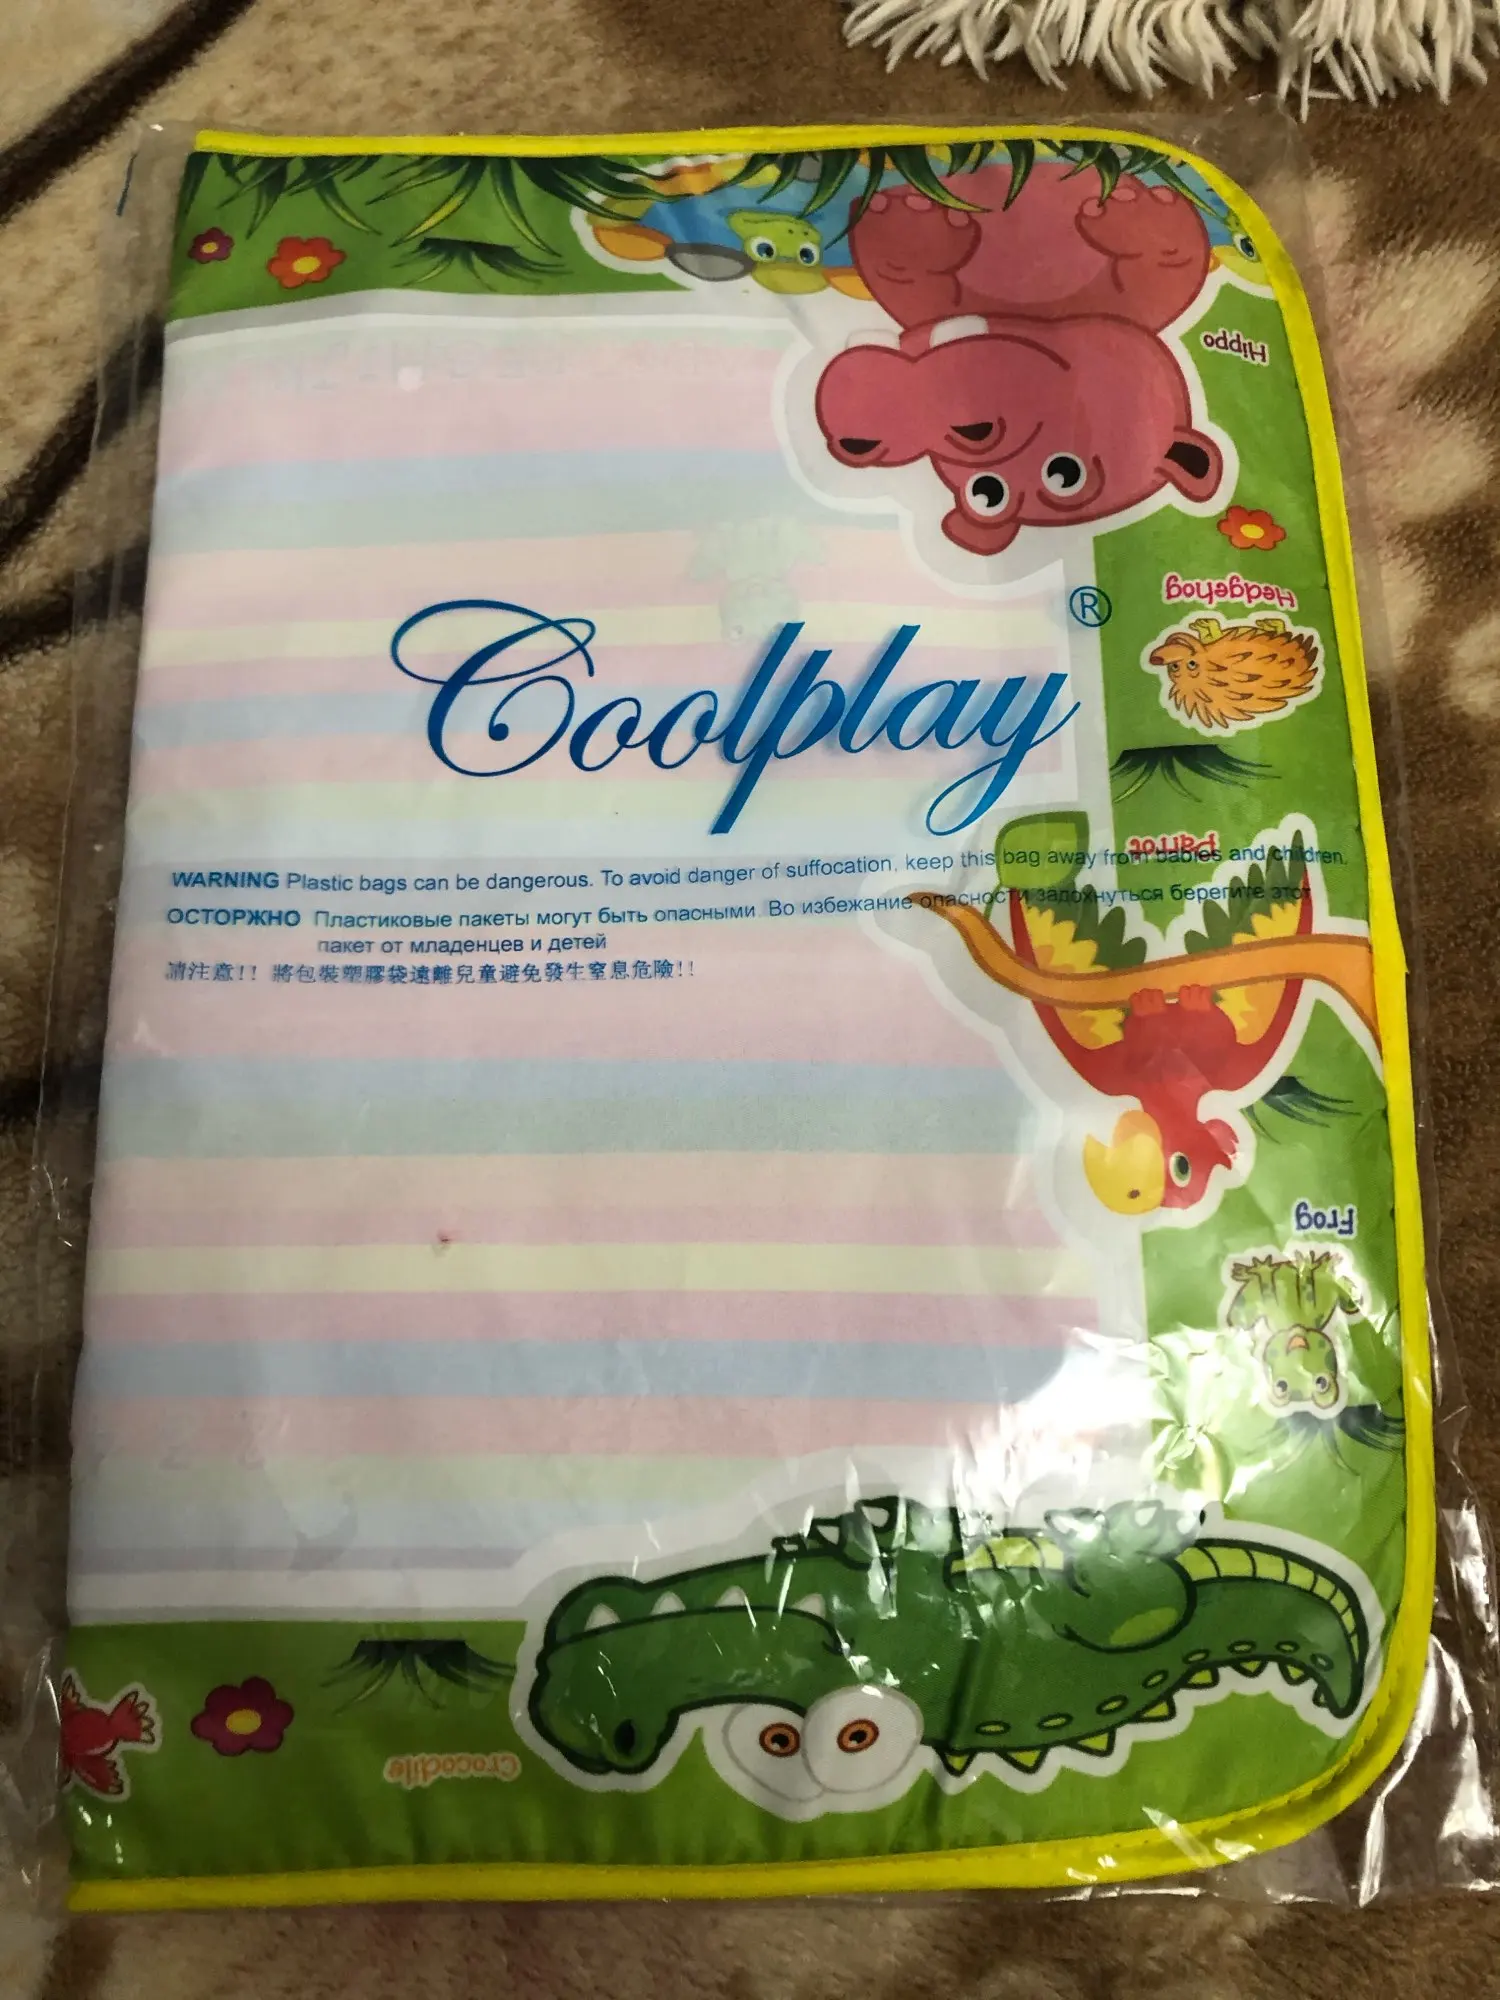 Hippo
Hedgehog
Coolplay®
Parrot
WARNING Plastic bags can be dangerous. To avoid danger of suffocation, keep this bag away from babies and children.
ОСТОРЖНО Пластиковые пакеты могут быть опасными. Во избежание опасности задохнуться берегите этот
пакет от младенцев и детей
請注意!! 將包裝塑膠袋遠離兒童避免發生窒息危險!!
Frog
Crocodile